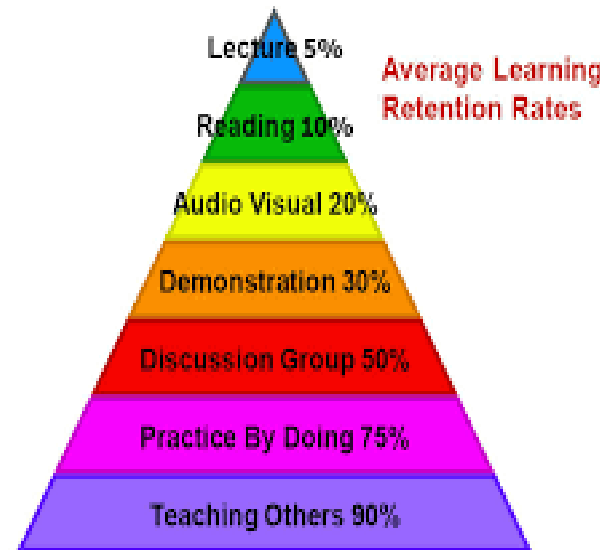 Lecture 5%
Average Learning
Retention Rates
Reading 10%
Audio Visual 20%
Demonstration 30%
Discussion Group 50%
Practice By Doing 75%
Teaching Others 90%